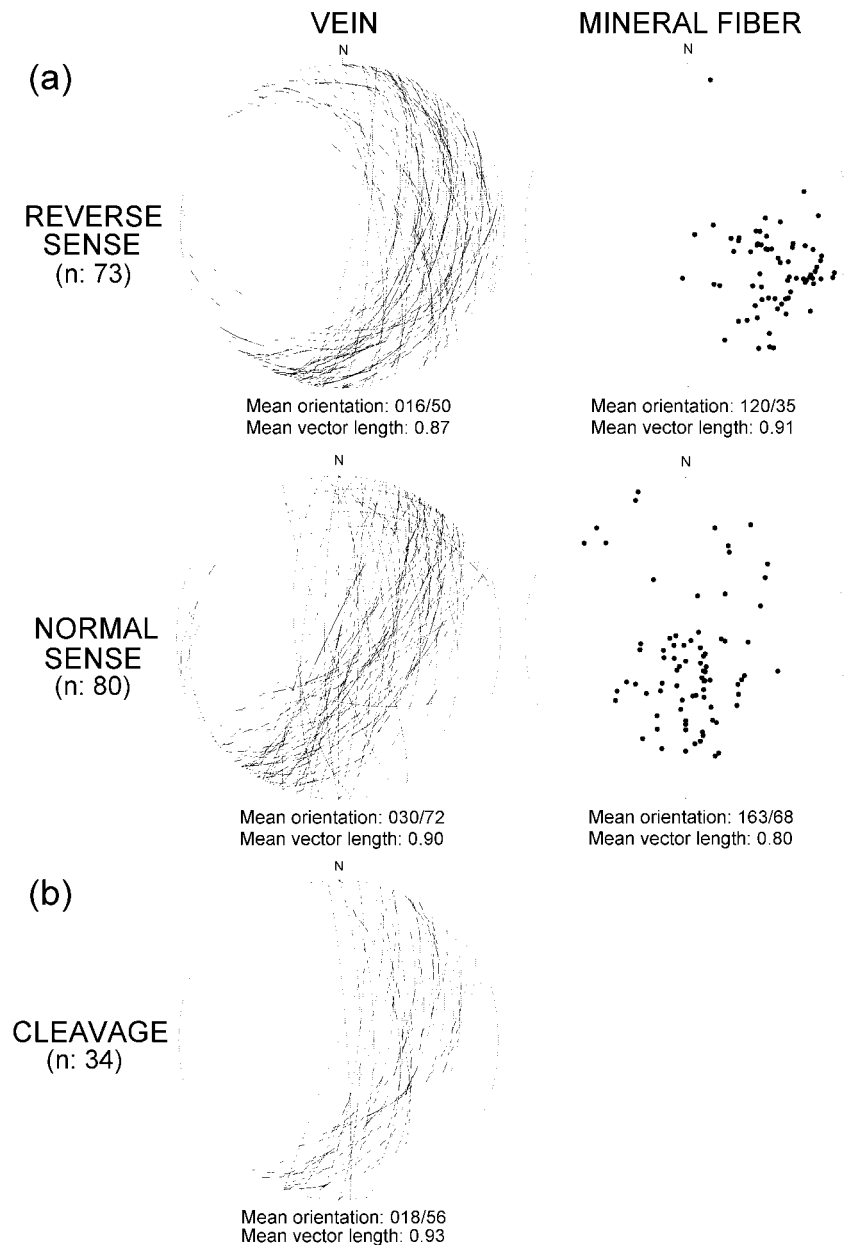 VEIN
MINERAL FIBER
(a)
N
N
REVERSE
SENSE
(n: 73)
Mean orientation: 016/50
Mean vector length: 0.87
Mean orientation: 120/35
Mean vector length: 0.91
N
N
NORMAL
SENSE
(n: 80)
Mean orientation: 030/72
Mean vector length: 0.90
Mean orientation: 163/68
Mean vector length: 0.80
(b)
N
CLEAVAGE
(n: 34)
Mean orientation: 018/56
Mean vector length: 0.93